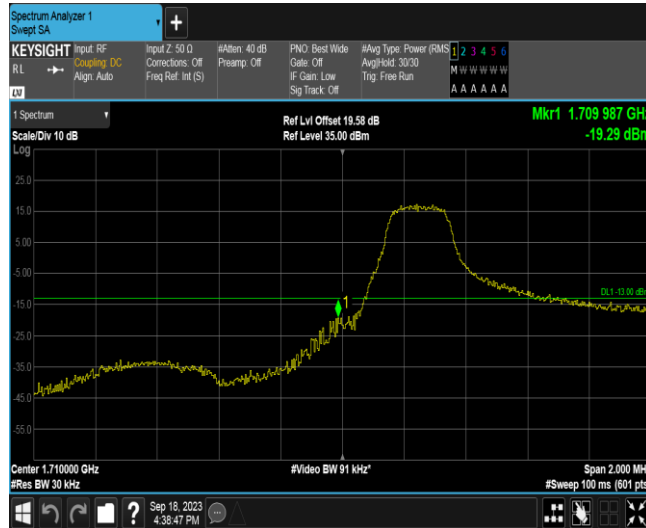 Spectrum Analyzer 1
Swept SA
+
KEYSIGHT
RL
LXI
Input: RF
Coupling: DC
Align: Auto
Input Z: 50 Ω
Corrections: Off
Freq Ref: Int (S)
#Atten: 40 dB
Preamp: Off
PNO: Best Wide
Gate: Off
IF Gain: Low
Sig Track: Off
#Avg Type: Power (RMS
Avg|Hold: 30/30
Trig: Free Run
1 2 3 4 5 6
M W W W W W
A A A A A A
1 Spectrum
Scale/Div 10 dB
Ref Lvl Offset 19.58 dB
Ref Level 35.00 dBm
Mkr1 1.709 987 GHz
-19.29 dBm
Log
25.0
15.0
5.00
-5.00
DL1 -13.00 dBm
-15.0
1
-25.0
-35.0
-45.0
-55.0
Center 1.710000 GHz
#Res BW 30 kHz
#Video BW 91 kHz*
Span 2.000 MH
#Sweep 100 ms (601 pts
?
Sep 18, 2023
4:38:47 PM